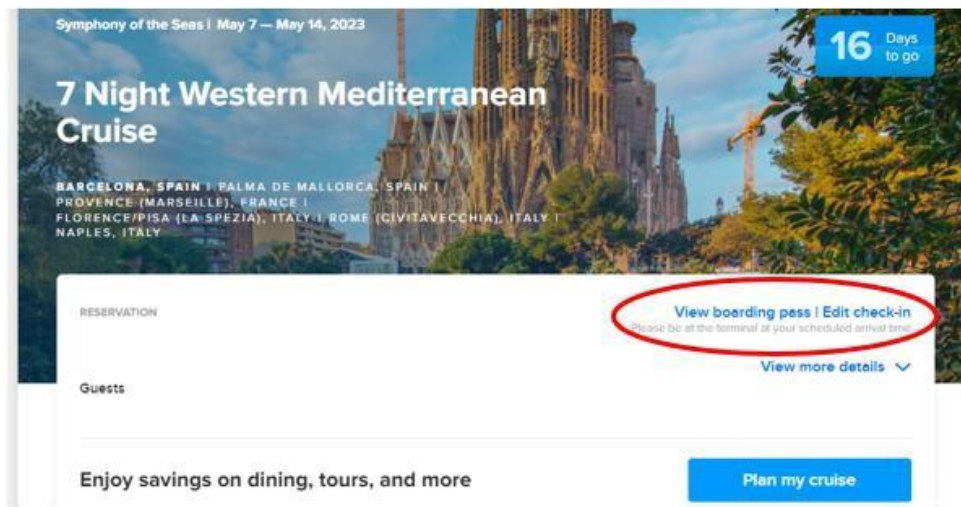 Symphony of the Seas | May 7 — May 14, 2023
16 Days
to go
7 Night Western Mediterranean
Cruise
BARCELONA, SPAIN | PALMA DE MALLORCA, SPAIN |
PROVENCE (MARSEILLE), FRANCE |
FLORENCE/PISA (LA SPEZIA), ITALY | ROME (CIVITAVECCHIA), ITALY |
NAPLES, ITALY
RESERVATION
View boarding pass | Edit check-in
Please be at the terminal at your scheduled arrival time
View more details
Guests
Enjoy savings on dining, tours, and more
Plan my cruise